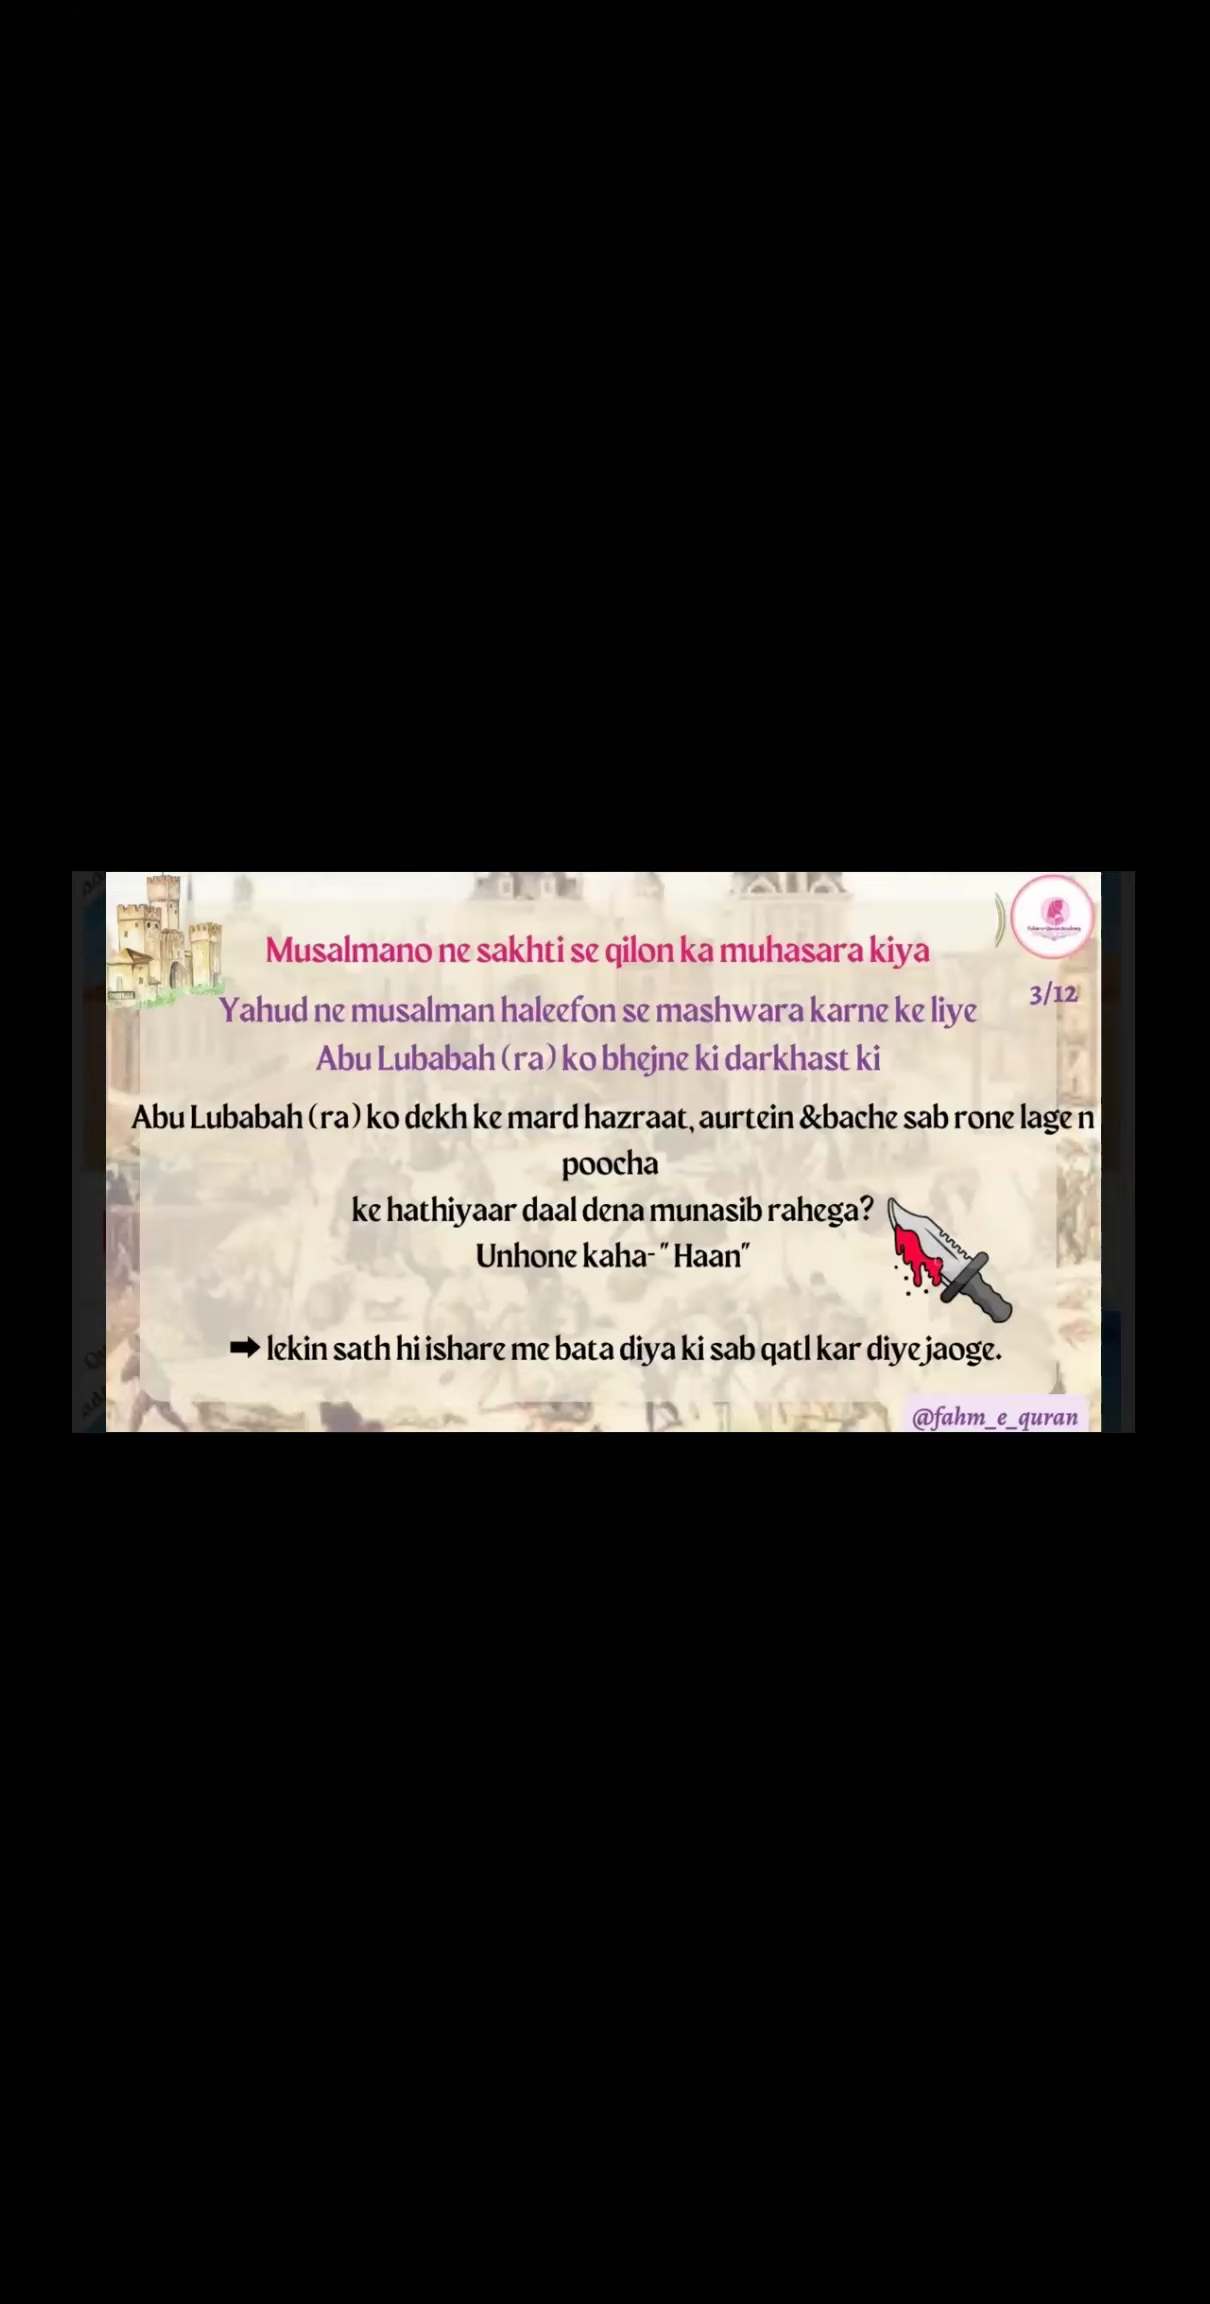 Musalmano ne sakhti se qilon ka muhasara kiya
3/12
Yahud ne musalman haleefon se mashwara karne ke liye
Abu Lubabah (ra) ko bhejne ki darkhast ki
Abu Lubabah (ra) ko dekh ke mard hazraat, aurtein &bache sab rone lage n
poocha
ke hathiyaar daal dena munasib rahega?
Unhone kaha- "Haan"
➡ lekin sath hi ishare me bata diya ki sab qatl kar diye jaoge.
@fahm_e_quran